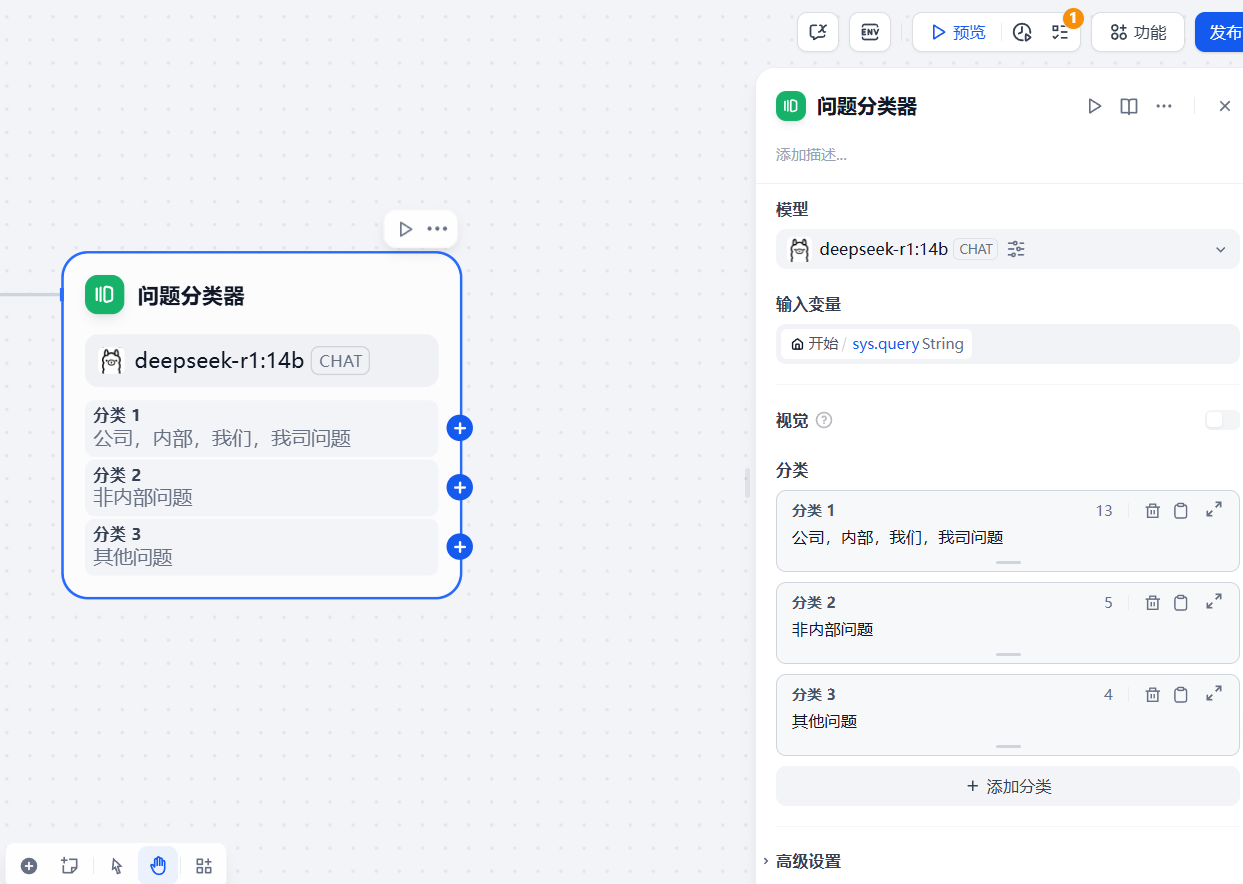 ENV
预览
1
功能
发布
问题分类器
添加描述...
模型
deepseek-r1:14b CHAT
输入变量
开始 / sys.query String
视觉 ?
分类
分类 1 13
公司，内部，我们，我司问题
分类 2 5
非内部问题
分类 3 4
其他问题
+ 添加分类
高级设置
问题分类器
deepseek-r1:14b CHAT
分类 1
公司，内部，我们，我司问题
分类 2
非内部问题
分类 3
其他问题